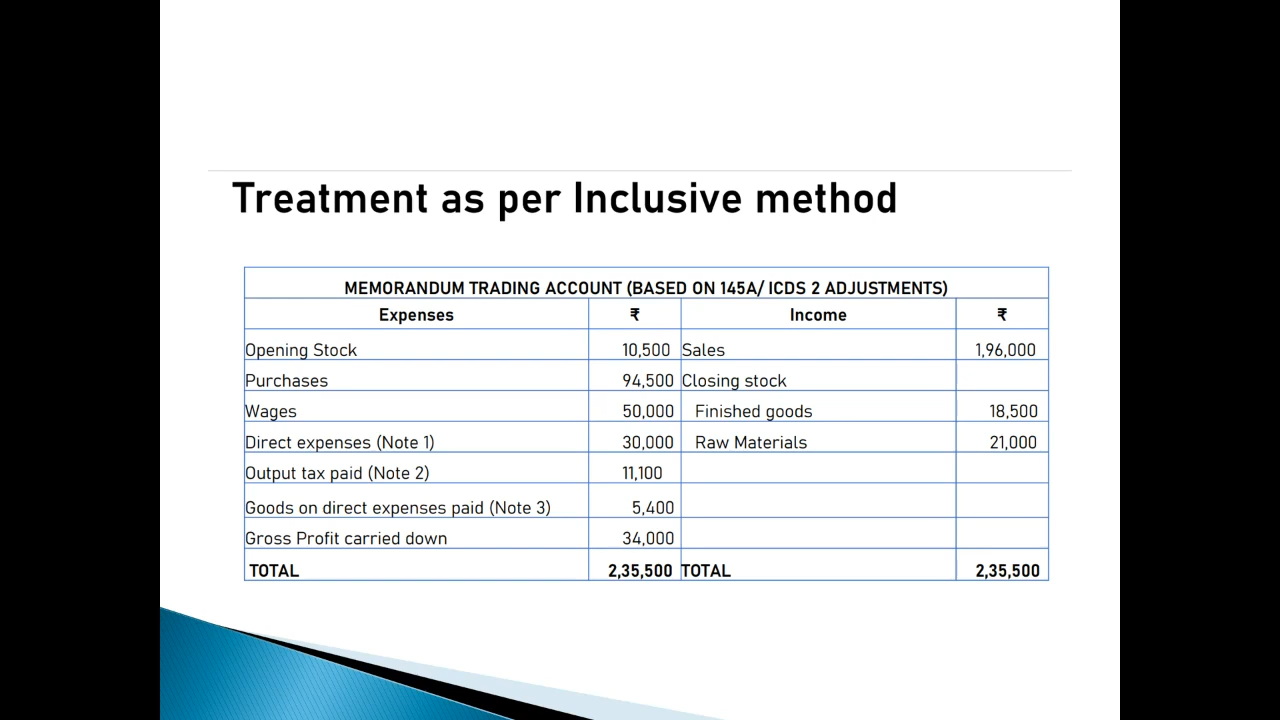 Treatment as per Inclusive method
MEMORANDUM TRADING ACCOUNT (BASED ON 145A/ ICDS 2 ADJUSTMENTS)
Expenses ₹ Income ₹
Opening Stock 10,500 Sales 1,96,000
Purchases 94,500 Closing stock
Wages 50,000 Finished goods 18,500
Direct expenses (Note 1) 30,000 Raw Materials 21,000
Output tax paid (Note 2) 11,100
Goods on direct expenses paid (Note 3) 5,400
Gross Profit carried down 34,000
TOTAL 2,35,500 TOTAL 2,35,500